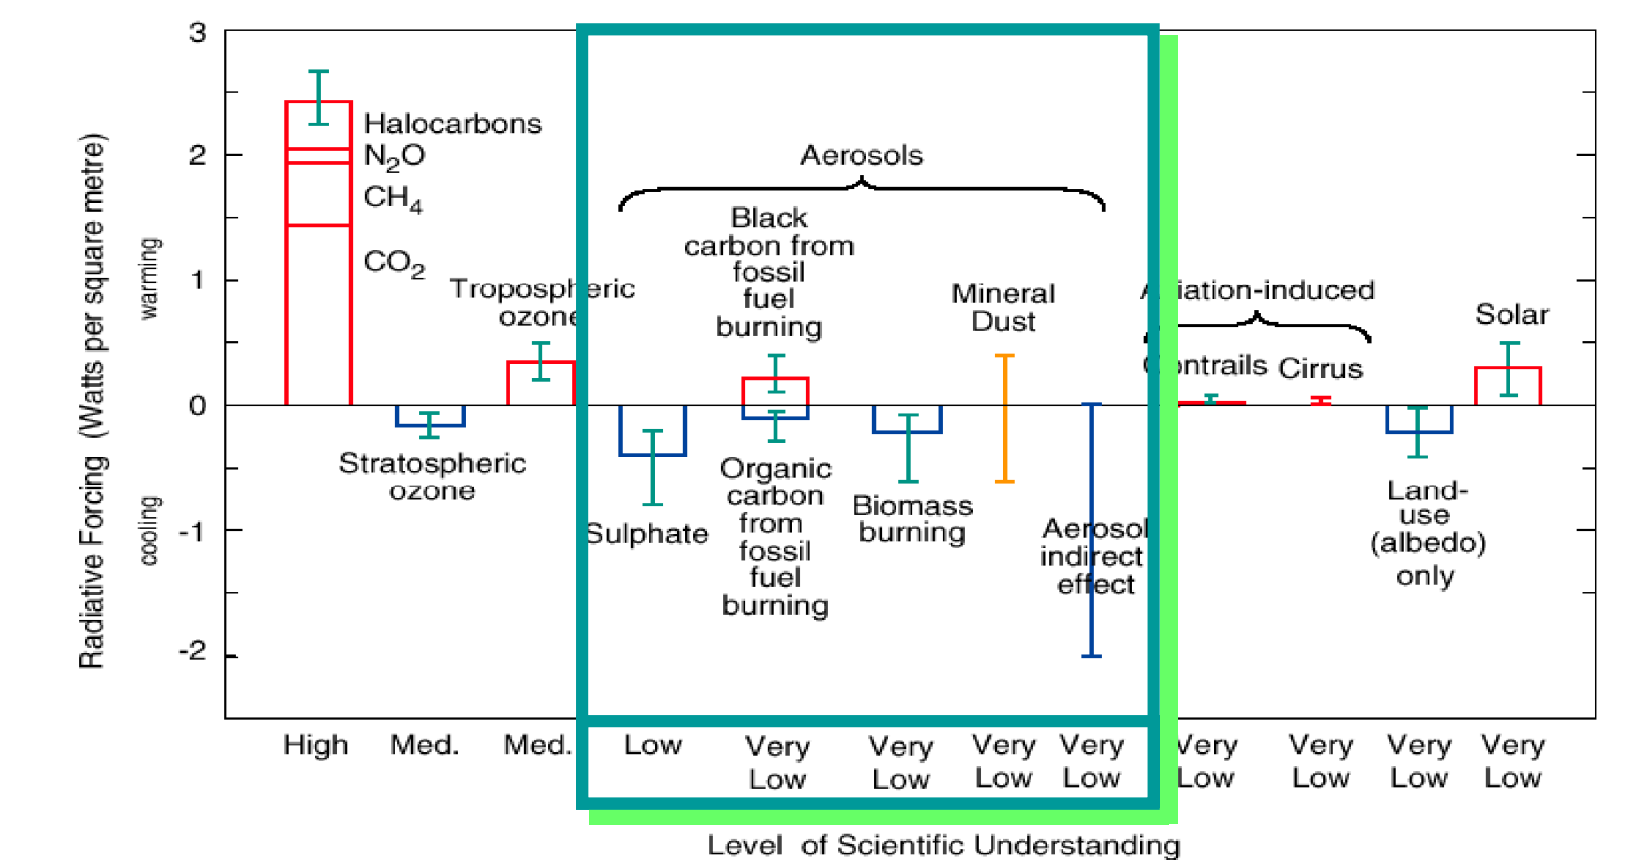 3
2
1
0
-1
-2
Radiative Forcing (Watts per square metre)
warming
cooling
Halocarbons
N₂O
CH₄
CO₂
Stratospheric
ozone
Tropospheric
ozone
Aerosols
Sulphate
Black
carbon from
fossil
fuel
burning
Organic
carbon
from
fossil
fuel
burning
Biomass
burning
Mineral
Dust
Aerosol
indirect
effect
Aviation-induced
Contrails Cirrus
Land-
use
(albedo)
only
Solar
High Med. Med. Low Very Very Very Very Very Very Very Very
Low Low Low Low Low Low Low Low
Level of Scientific Understanding